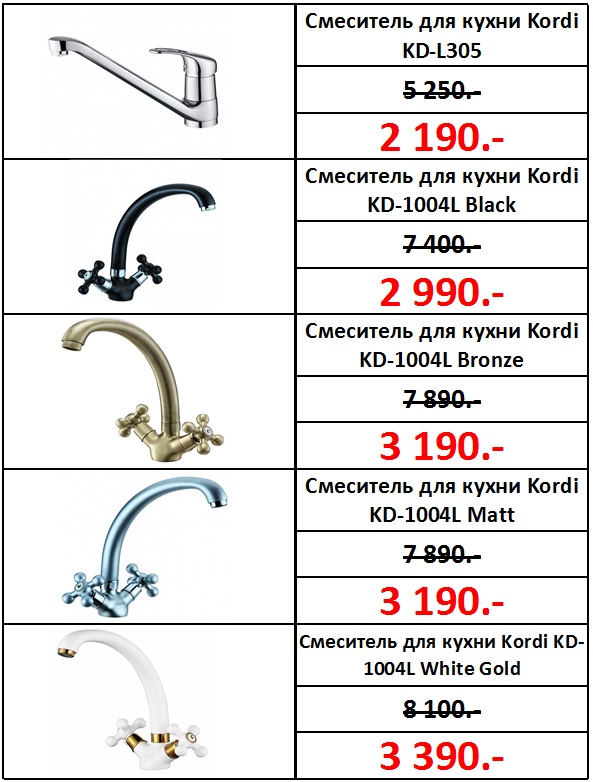 Смеситель для кухни Kordi
KD-L305
5 250.-
2 190.-
Смеситель для кухни Kordi
KD-1004L Black
7 400.-
2 990.-
Смеситель для кухни Kordi
KD-1004L Bronze
7 890.-
3 190.-
Смеситель для кухни Kordi
KD-1004L Matt
7 890.-
3 190.-
Смеситель для кухни Kordi KD-
1004L White Gold
8 100.-
3 390.-